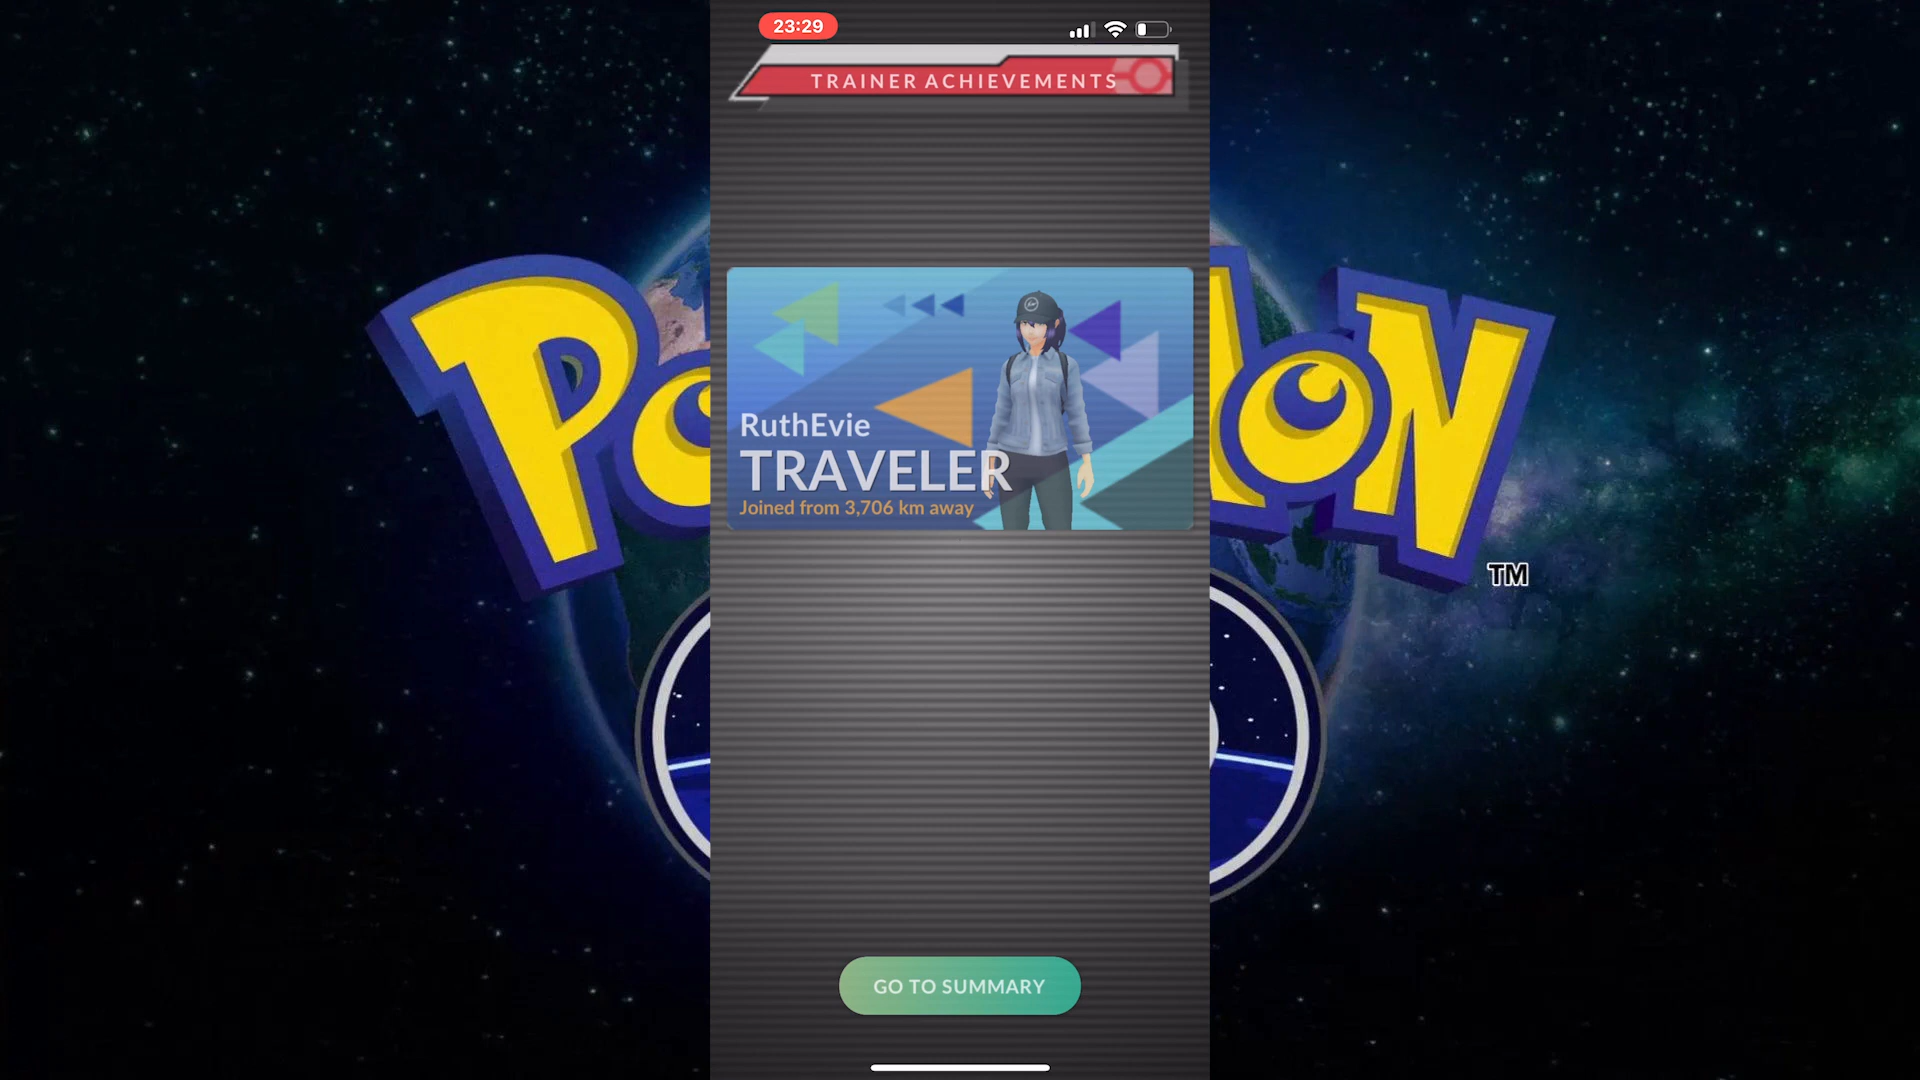 23:29
TRAINER ACHIEVEMENTS
RuthEvie
TRAVELER
Joined from 3,706 km away
TM
GO TO SUMMARY